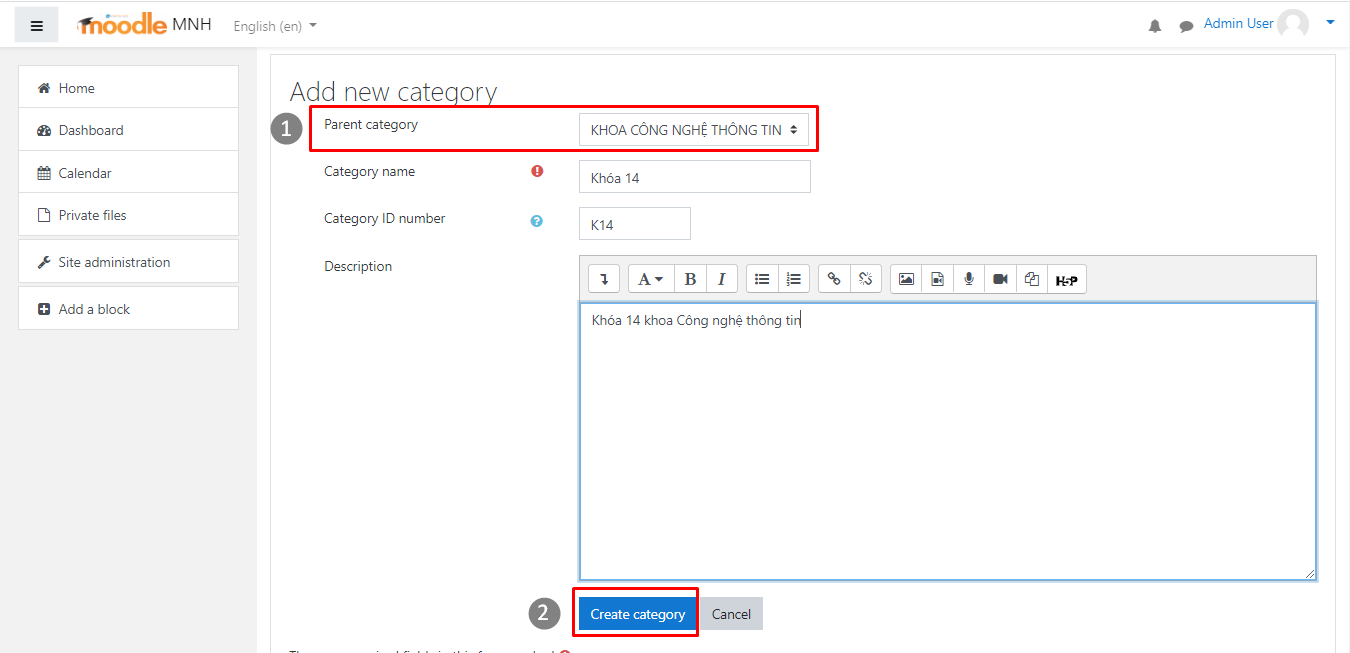 moodle MNH English (en) Admin User
Home
Dashboard
Calendar
Private files
Site administration
Add a block
Add new category
1 Parent category KHOA CÔNG NGHỆ THÔNG TIN
Category name Khóa 14
Category ID number K14
Description
A B I H5P
Khóa 14 khoa Công nghệ thông tin
2 Create category Cancel